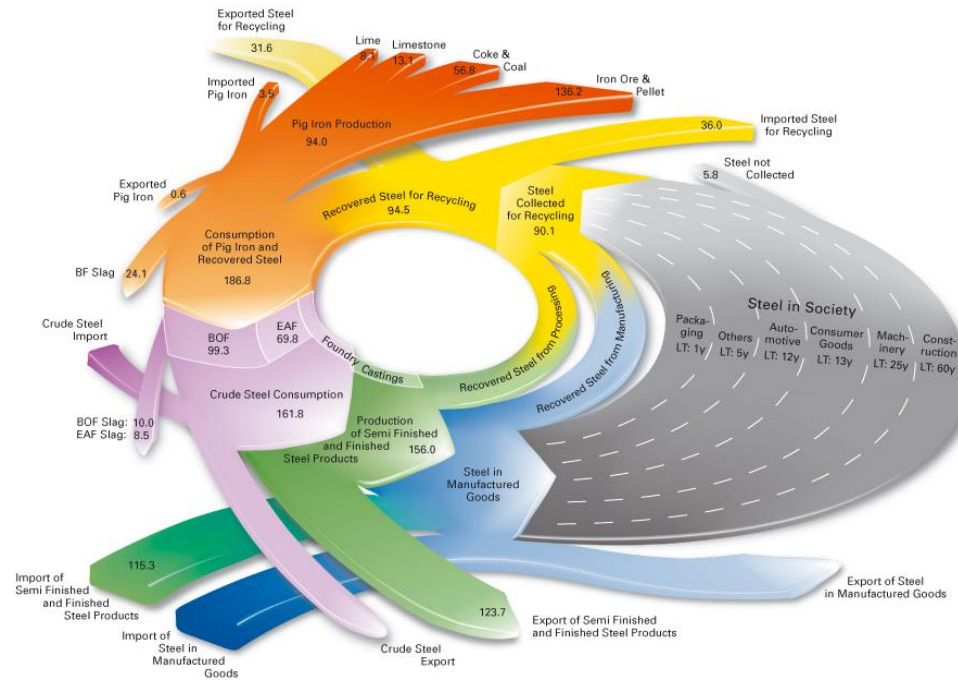 Exported Steel
for Recycling
31.6
Lime
8.1
Limestone
13.1
Coke &
Coal
56.8
Iron Ore &
Pellet
136.2
Imported
Pig Iron
3.5
Pig Iron Production
94.0
Imported Steel
for Recycling
36.0
Steel not
Collected
5.8
Exported
Pig Iron
0.6
Recovered Steel for Recycling
94.5
Steel
Collected
for Recycling
90.1
Consumption
of Pig Iron and
Recovered Steel
186.8
BF Slag
24.1
Steel in Society
Packa-
ging
LT: 1y
Others
LT: 5y
Auto-
motive
LT: 12y
Consumer
Goods
LT: 13y
Mach-
inery
LT: 25y
Const-
ruction
LT: 60y
Crude Steel
Import
BOF
99.3
EAF
69.8
Foundry Castings
Recovered Steel from Processing
Recovered Steel from Manufacturing
Crude Steel Consumption
161.8
BOF Slag: 10.0
EAF Slag: 8.5
Production
of Semi Finished
and Finished
Steel Products
156.0
Steel in
Manufactured
Goods
115.3
Import of
Semi Finished
and Finished
Steel Products
Import of
Steel in
Manufactured
Goods
Crude Steel
Export
123.7
Export of Semi Finished
and Finished Steel Products
Export of Steel
in Manufactured Goods